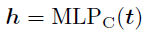 h = MLP_C(t)